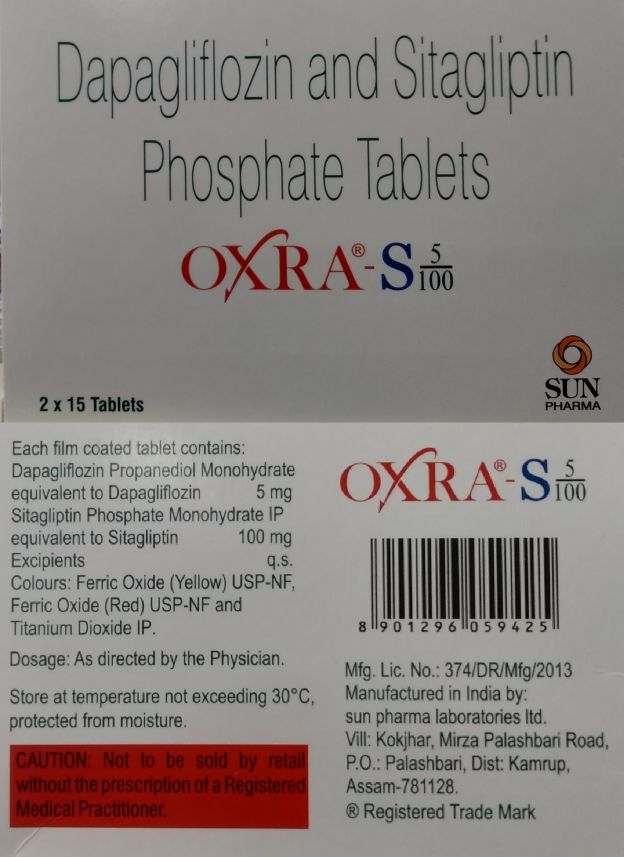 Dapagliflozin and Sitagliptin
Phosphate Tablets
OXRA®-S 5/100
2 x 15 Tablets
SUN
PHARMA
Each film coated tablet contains:
Dapagliflozin Propanediol Monohydrate
equivalent to Dapagliflozin 5 mg
Sitagliptin Phosphate Monohydrate IP
equivalent to Sitagliptin 100 mg
Excipients q.s.
Colours: Ferric Oxide (Yellow) USP-NF,
Ferric Oxide (Red) USP-NF and
Titanium Dioxide IP.
Dosage: As directed by the Physician.
Store at temperature not exceeding 30°C,
protected from moisture.
CAUTION: Not to be sold by retail
without the prescription of a Registered
Medical Practitioner.
OXRA®-S 5/100
8 901296 059425
Mfg. Lic. No.: 374/DR/Mfg/2013
Manufactured in India by:
sun pharma laboratories ltd.
Vill: Kokjhar, Mirza Palashbari Road,
P.O.: Palashbari, Dist: Kamrup,
Assam-781128.
® Registered Trade Mark